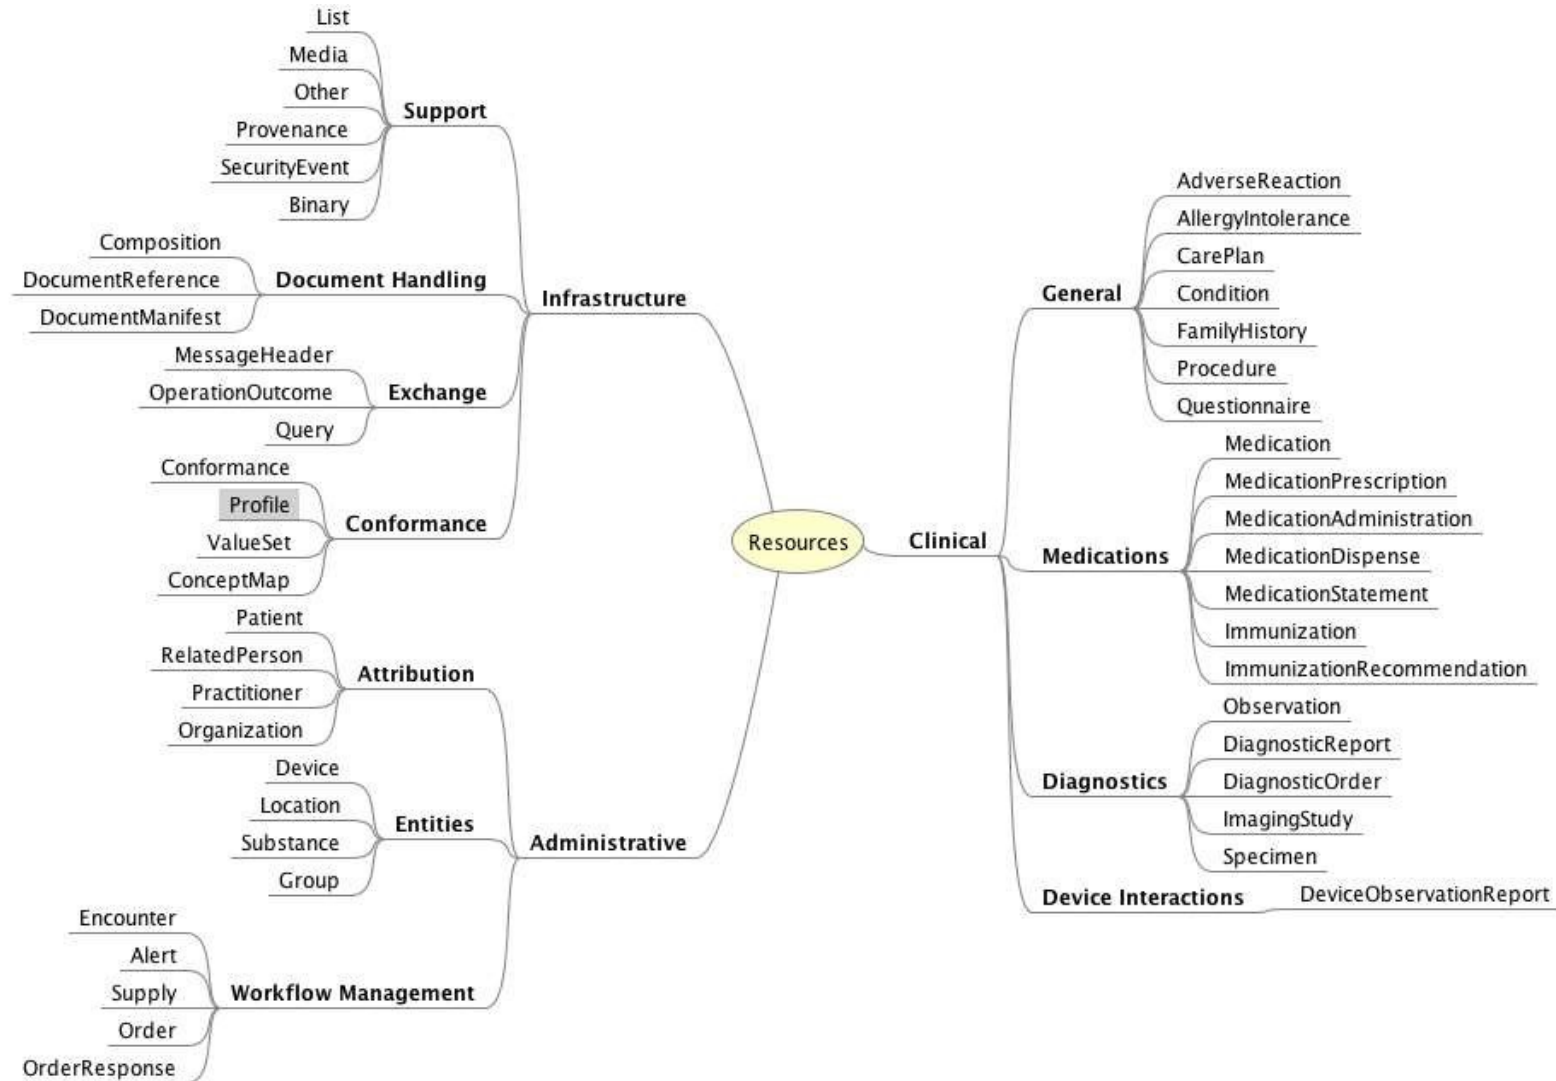 List
Media
Other
Support
Provenance
SecurityEvent
Binary
Composition
DocumentReference
Document Handling
DocumentManifest
Infrastructure
MessageHeader
OperationOutcome
Exchange
Query
Conformance
Profile
Conformance
ValueSet
ConceptMap
Patient
RelatedPerson
Attribution
Practitioner
Organization
Device
Location
Entities
Substance
Group
Administrative
Encounter
Alert
Supply
Workflow Management
Order
OrderResponse
Resources
Clinical
General
AdverseReaction
AllergyIntolerance
CarePlan
Condition
FamilyHistory
Procedure
Questionnaire
Medications
Medication
MedicationPrescription
MedicationAdministration
MedicationDispense
MedicationStatement
Immunization
ImmunizationRecommendation
Diagnostics
Observation
DiagnosticReport
DiagnosticOrder
ImagingStudy
Specimen
Device Interactions
DeviceObservationReport